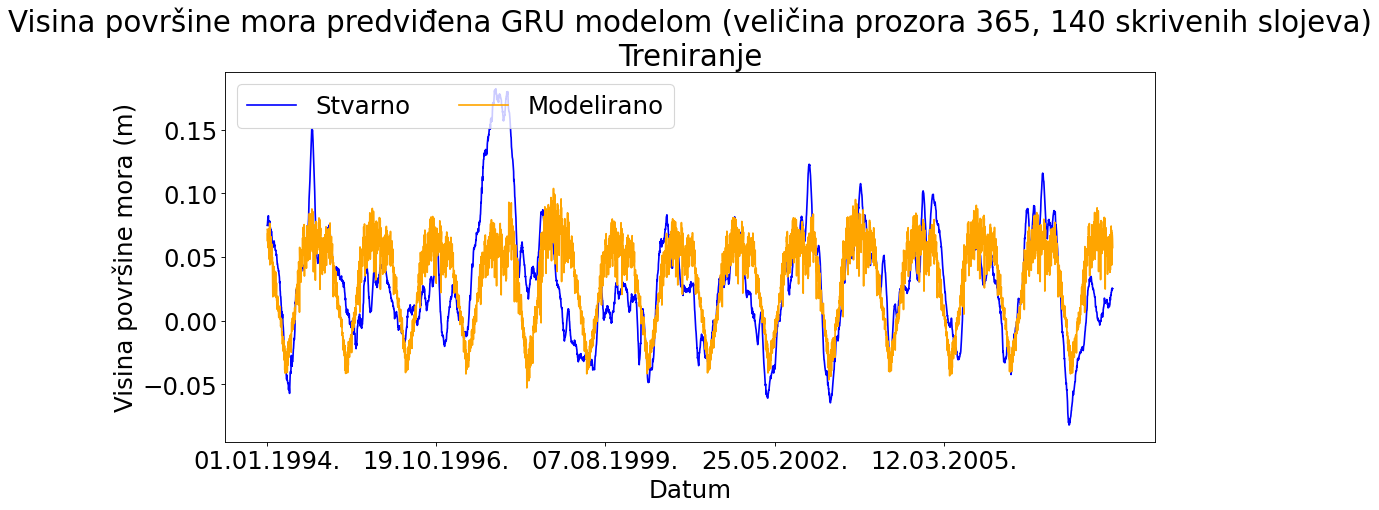 Visina površine mora predviđena GRU modelom (veličina prozora 365, 140 skrivenih slojeva)
Treniranje
Stvarno
Modelirano
Visina površine mora (m)
0.15
0.10
0.05
0.00
−0.05
01.01.1994.
19.10.1996.
07.08.1999.
25.05.2002.
12.03.2005.
Datum